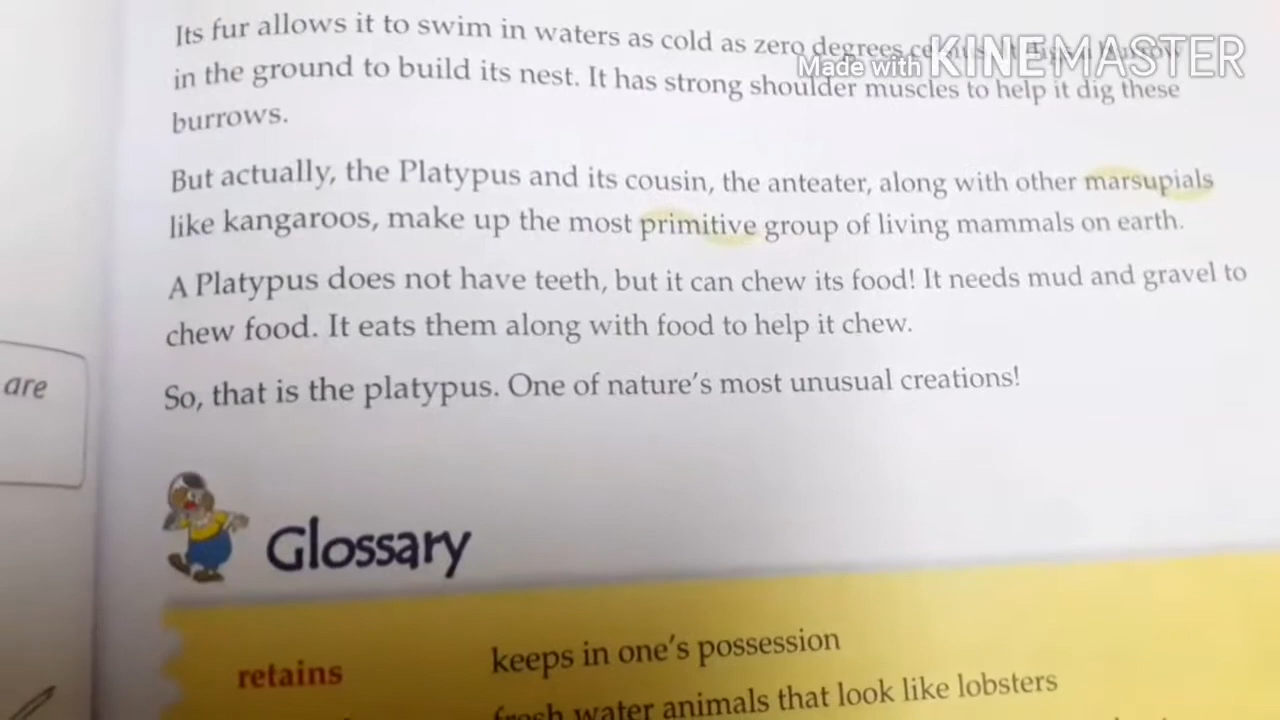 Its fur allows it to swim in waters as cold as zero degrees
Made with KINEMASTER
in the ground to build its nest. It has strong shoulder muscles to help it dig these
burrows.
But actually, the Platypus and its cousin, the anteater, along with other marsupials
like kangaroos, make up the most primitive group of living mammals on earth.
A Platypus does not have teeth, but it can chew its food! It needs mud and gravel to
chew food. It eats them along with food to help it chew.
So, that is the platypus. One of nature's most unusual creations!
are
Glossary
retains keeps in one's possession
fresh water animals that look like lobsters